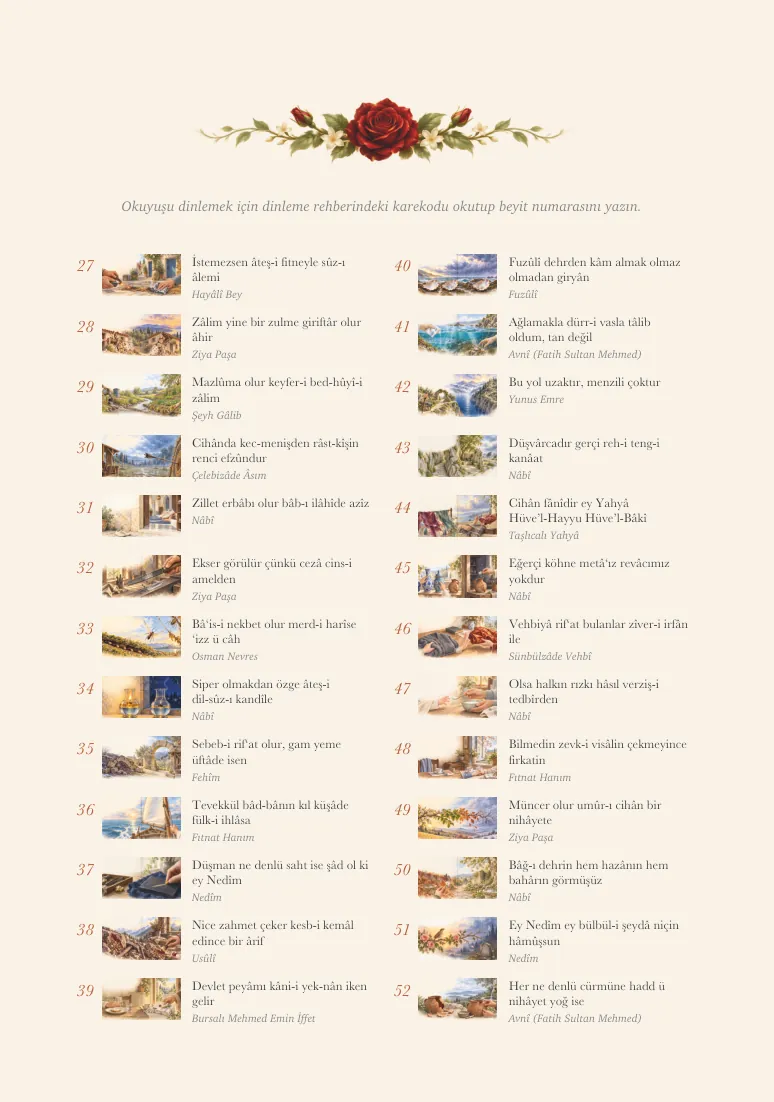 Okuyuşu dinlemek için dinleme rehberindeki karekodu okutup beyit numarasını yazın.
27
İstemezsen âteş-i fitneyle sûz-ı
âlemi
Hayâlî Bey
28
Zâlim yine bir zulme giriftâr olur
âhir
Ziya Paşa
29
Mazlûma olur keyfer-i bed-hûyî-i
zâlim
Şeyh Gâlib
30
Cihânda kec-menişden râst-kîşin
renci efzûndur
Çelebizâde Âsım
31
Zillet erbâbı olur bâb-ı ilâhîde azîz
Nâbî
32
Ekser görülür çünkü cezâ cins-i
amelden
Ziya Paşa
33
Bâ‘is-i nekbet olur merd-i harîse
‘izz ü câh
Osman Nevres
34
Siper olmakdan özge âteş-i
dil-sûz-ı kandîle
Nâbî
35
Sebeb-i rif‘at olur, gam yeme
üftâde isen
Fehîm
36
Tevekkül bâd-bânın kıl küşâde
fülk-i ihlâsa
Fıtnat Hanım
37
Düşman ne denlü saht ise şâd ol ki
ey Nedîm
Nedîm
38
Nice zahmet çeker kesb-i kemâl
edince bir ârif
Usûlî
39
Devlet peyâmı kâni-i yek-nân iken
gelir
Bursalı Mehmed Emin İffet
40
Fuzûlî dehrden kâm almak olmaz
olmadan giryân
Fuzûlî
41
Ağlamakla dürr-i vasla tâlib
oldum, tan değil
Avnî (Fatih Sultan Mehmed)
42
Bu yol uzaktır, menzili çoktur
Yunus Emre
43
Düşvârcadır gerçi reh-i teng-i
kanâat
Nâbî
44
Cihân fânîdir ey Yahyâ
Hüve’l-Hayyu Hüve’l-Bâkî
Taşlıcalı Yahyâ
45
Eğerçi köhne metâ‘ız revâcımız
yokdur
Nâbî
46
Vehbiyâ rif‘at bulanlar zîver-i irfân
ile
Sünbülzâde Vehbî
47
Olsa halkın rızkı hâsıl verziş-i
tedbîrden
Nâbî
48
Bilmedin zevk-i visâlin çekmeyince
firkatin
Fıtnat Hanım
49
Müncer olur umûr-ı cihân bir
nihâyete
Ziya Paşa
50
Bâğ-ı dehrin hem hazânın hem
bahârın görmüşüz
Nâbî
51
Ey Nedîm ey bülbül-i şeydâ niçin
hâmûşsun
Nedîm
52
Her ne denlü cürmüne hadd ü
nihâyet yoğ ise
Avnî (Fatih Sultan Mehmed)